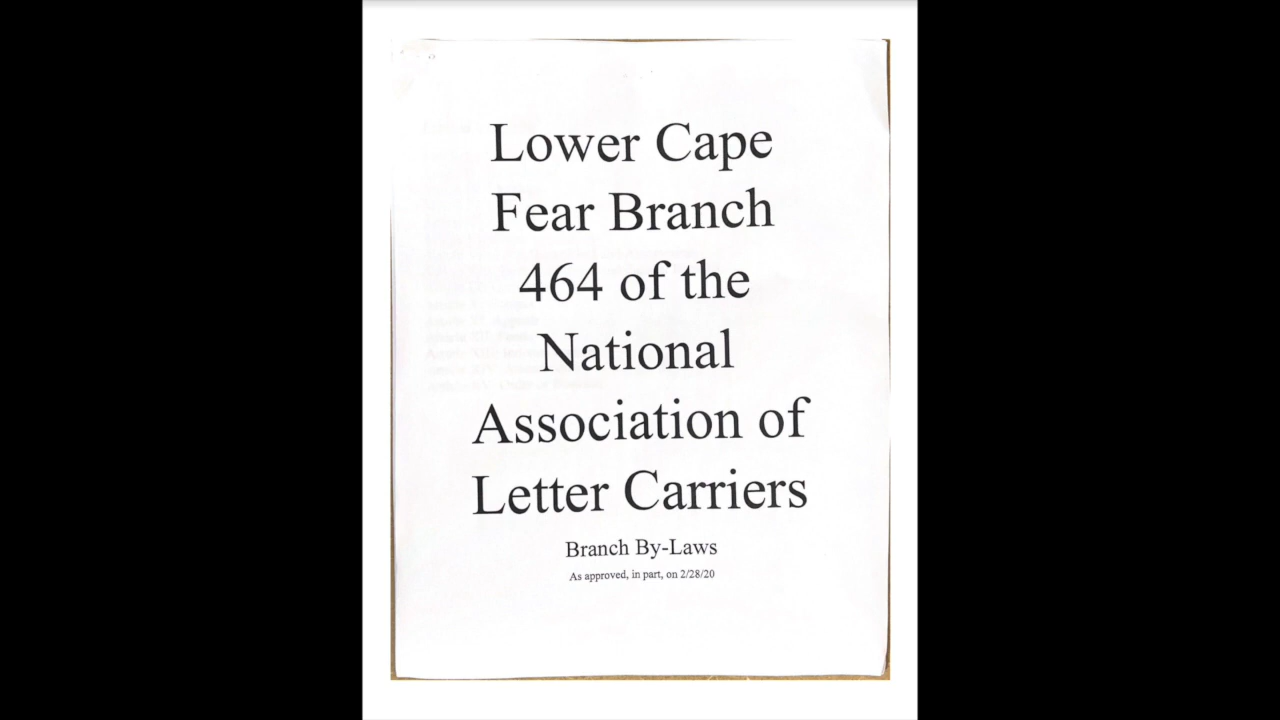 Lower Cape
Fear Branch
464 of the
National
Association of
Letter Carriers
Branch By-Laws
As approved, in part, on 2/28/20